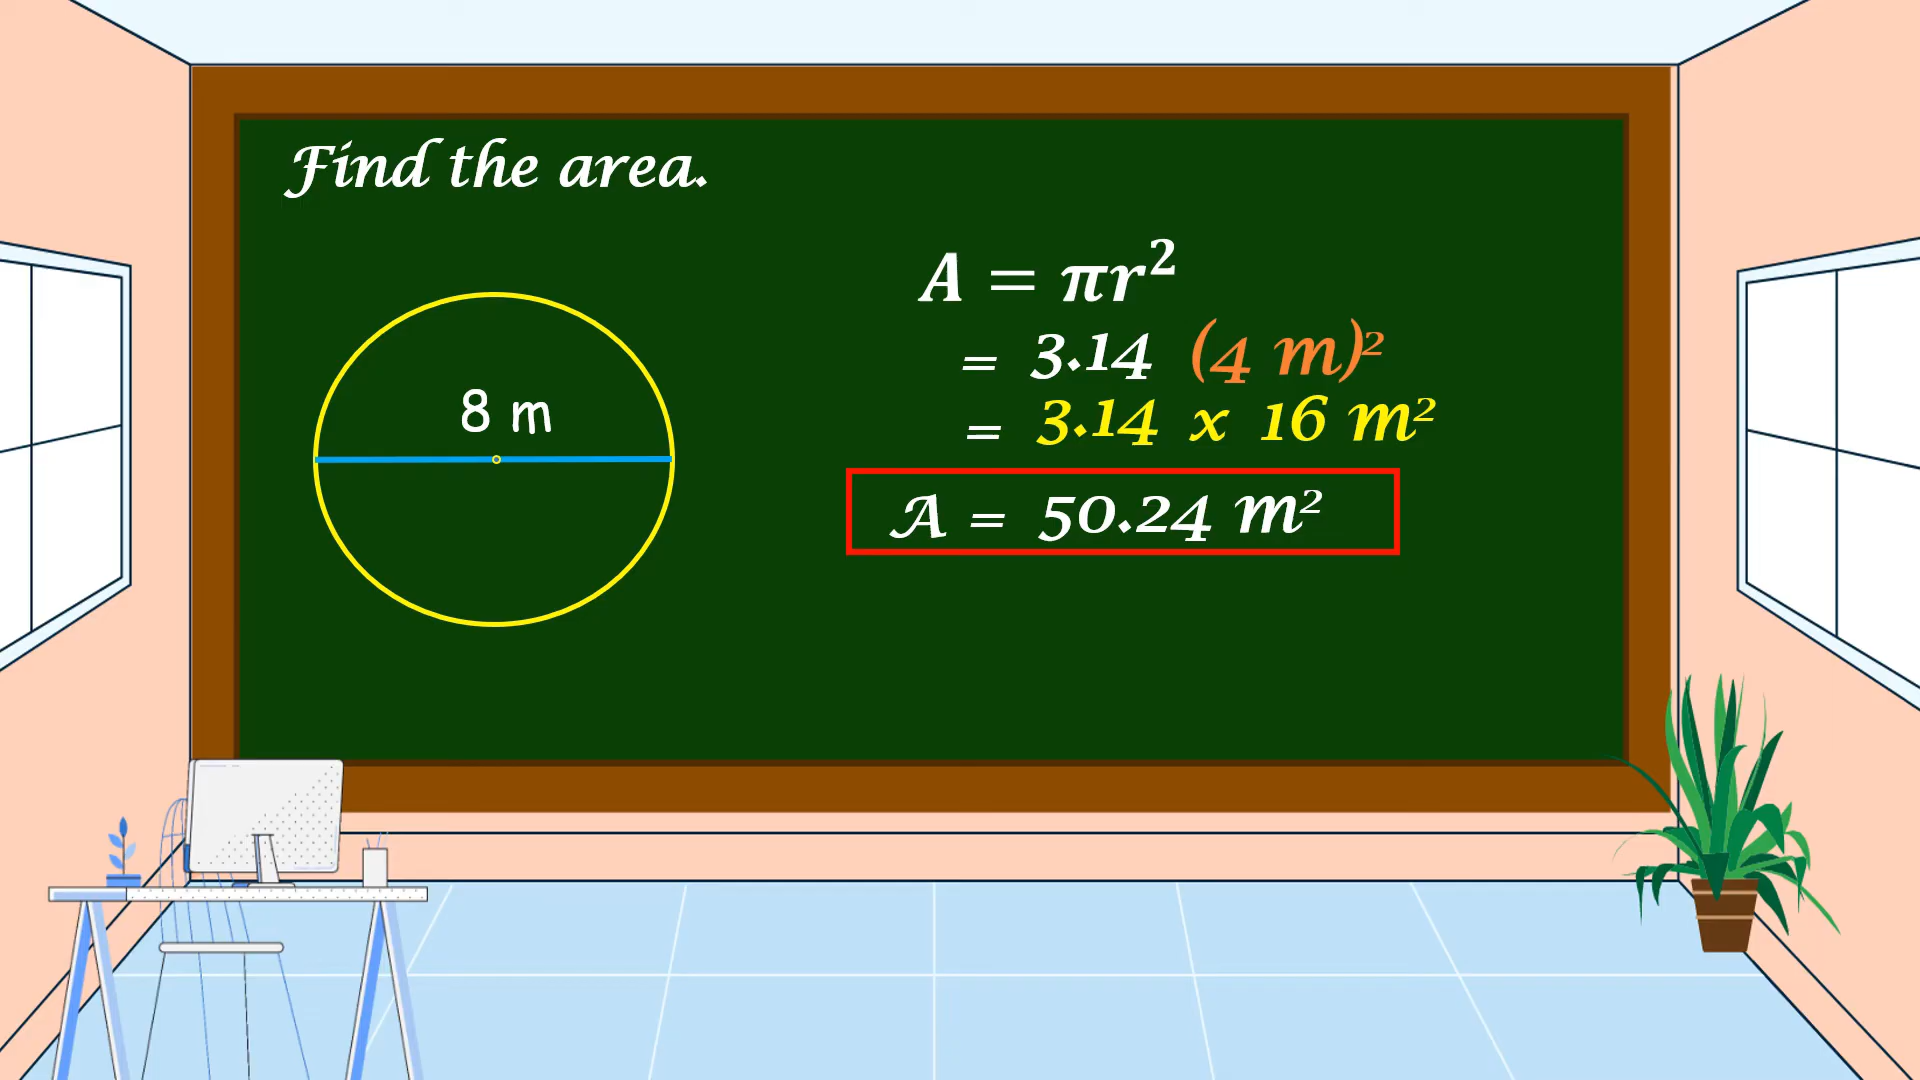 Find the area.
8 m
A = πr²
= 3.14 (4 m)²
= 3.14 x 16 m²
A = 50.24 m²